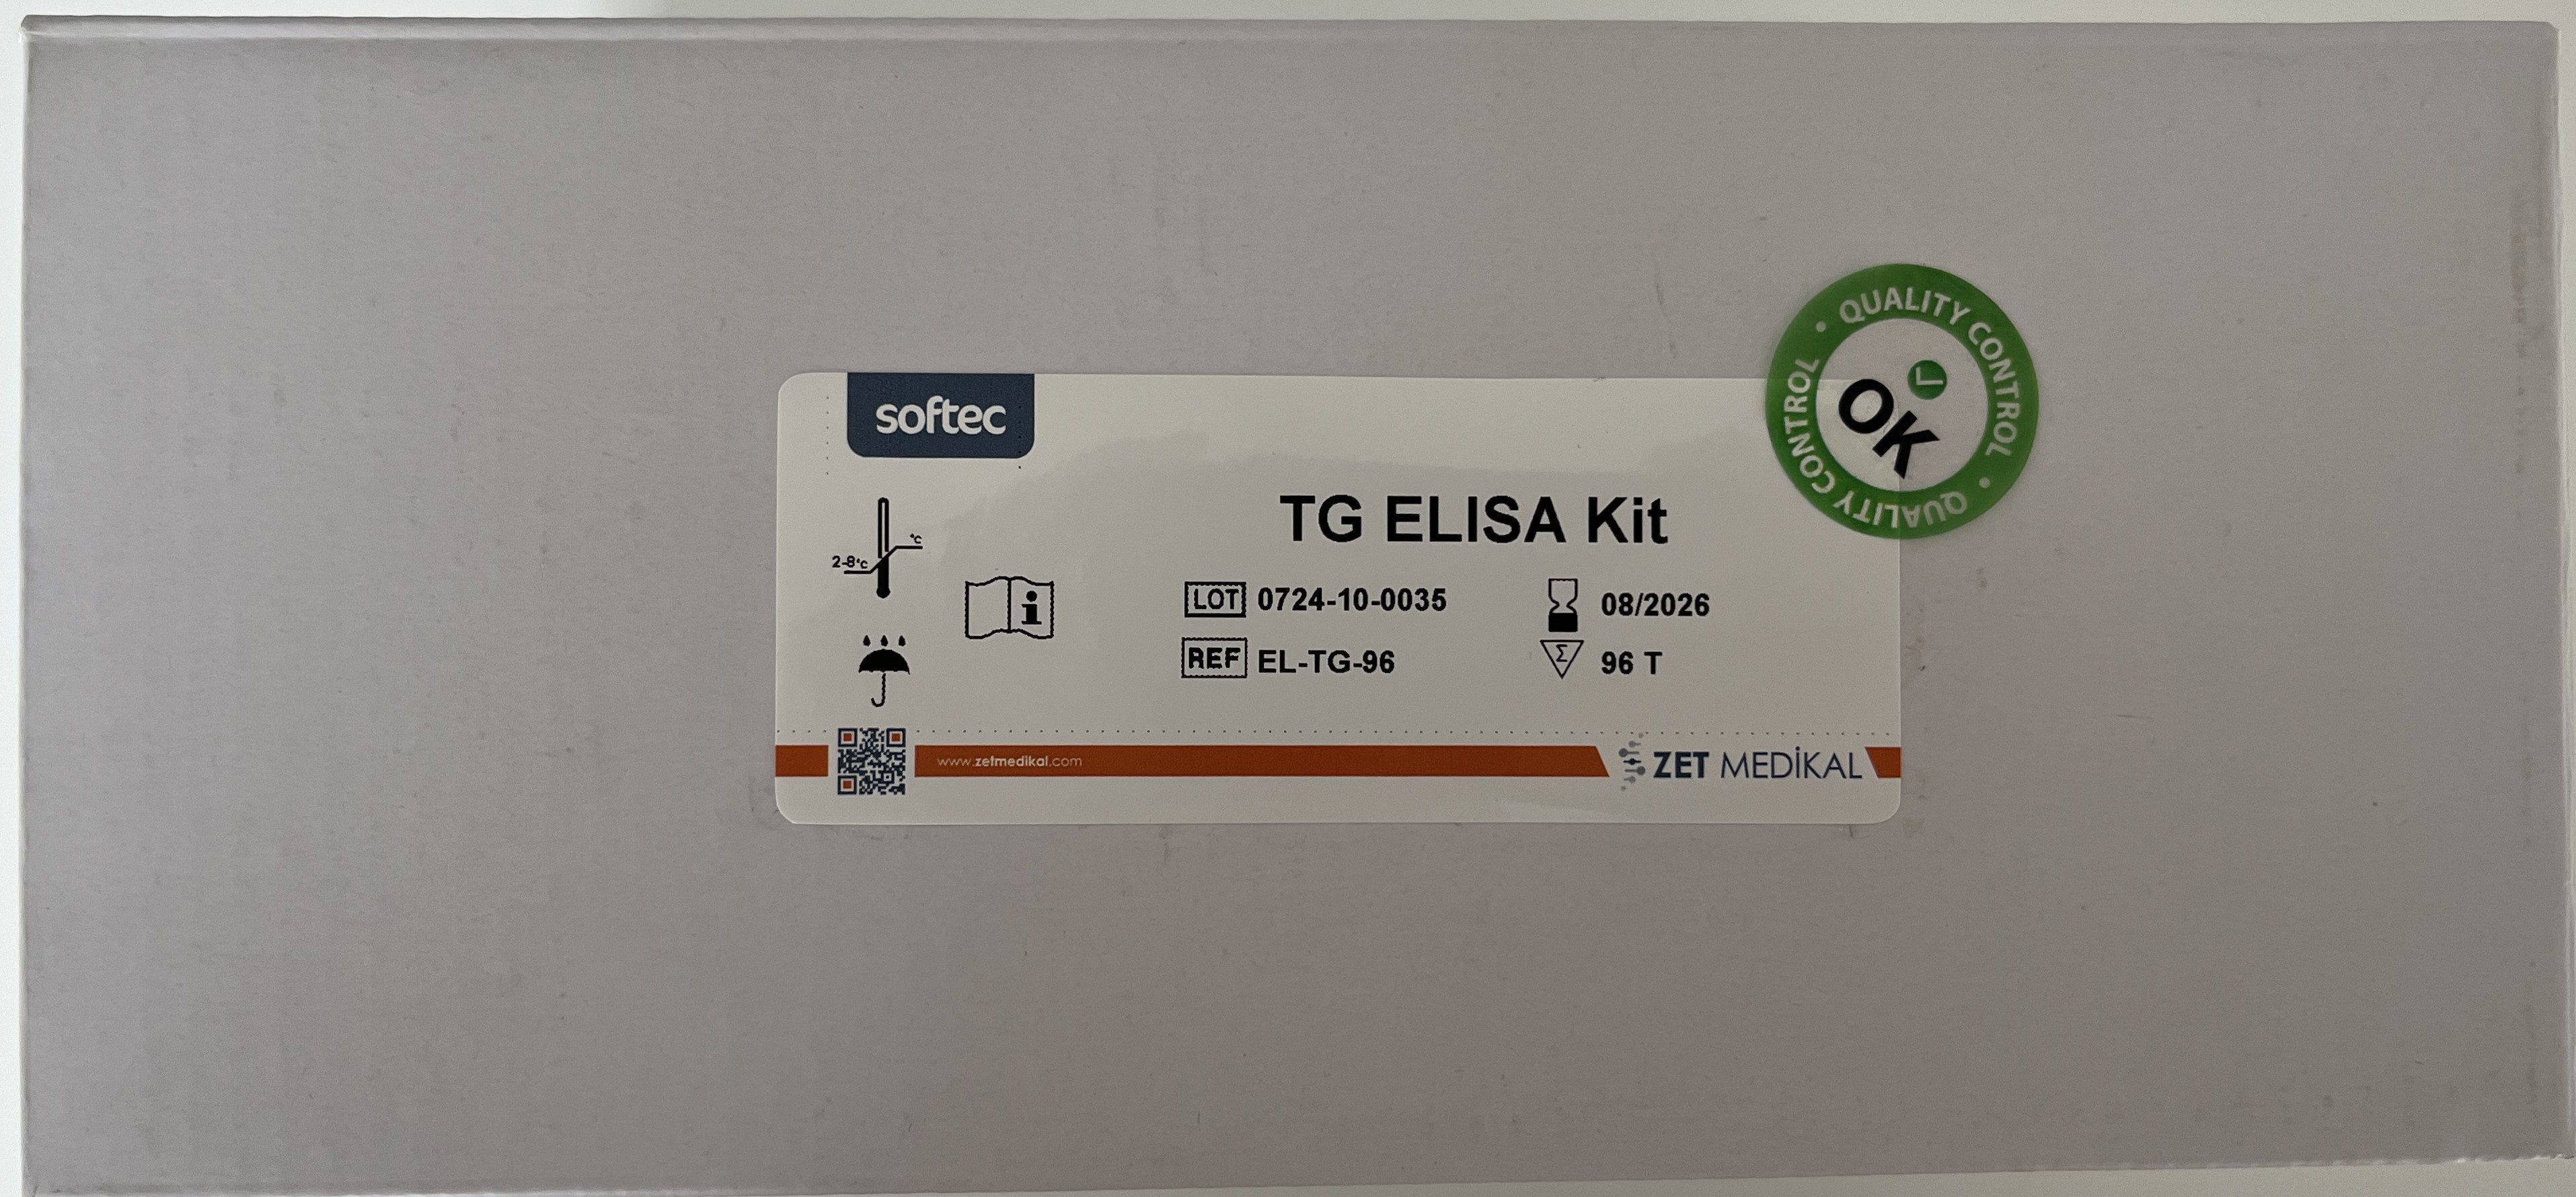 softec
QUALITY CONTROL • QUALITY CONTROL •
OK
TG ELISA Kit
°C
2-8°C
i
LOT 0724-10-0035
08/2026
REF EL-TG-96
Σ 96 T
www.zetmedikal.com
ZET MEDİKAL